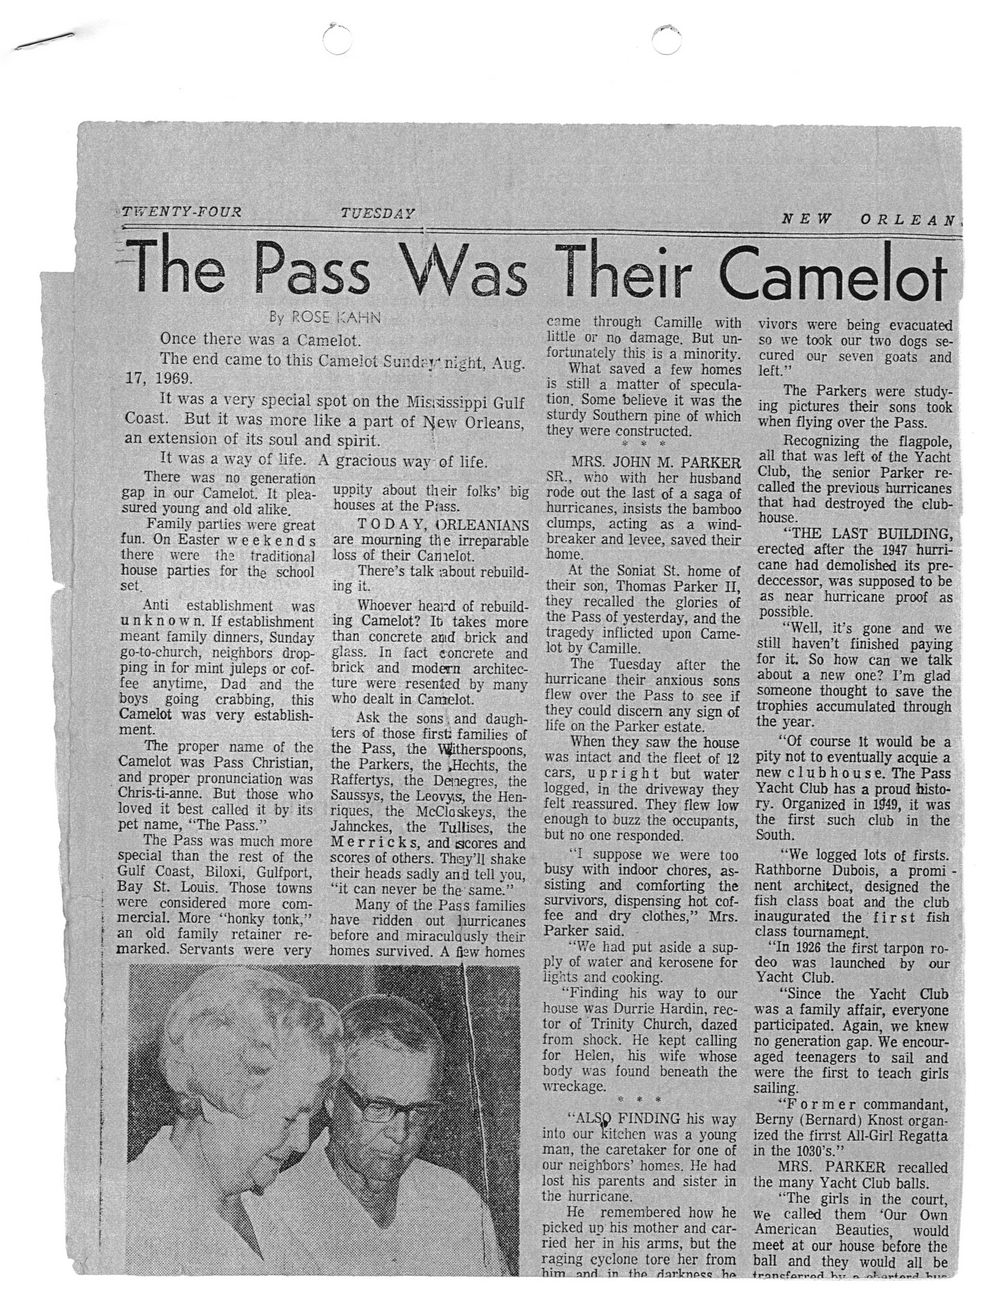 TWENTY-FOUR TUESDAY NEW ORLEAN
The Pass Was Their Camelot
By ROSE KAHN
Once there was a Camelot.
The end came to this Camelot Sunday night, Aug.
17, 1969.
It was a very special spot on the Mississippi Gulf
Coast. But it was more like a part of New Orleans,
an extension of its soul and spirit.
It was a way of life. A gracious way of life.
There was no generation
gap in our Camelot. It plea-
sured young and old alike.
Family parties were great
fun. On Easter weekends
there were the traditional
house parties for the school
set.
Anti establishment was
unknown. If establishment
meant family dinners, Sunday
go-to-church, neighbors drop-
ping in for mint juleps or cof-
fee anytime, Dad and the
boys going crabbing, this
Camelot was very establish-
ment.
The proper name of the
Camelot was Pass Christian,
and proper pronunciation was
Chris-ti-anne. But those who
loved it best called it by its
pet name, "The Pass."
The Pass was much more
special than the rest of the
Gulf Coast, Biloxi, Gulfport,
Bay St. Louis. Those towns
were considered more com-
mercial. More "honky tonk,"
an old family retainer re-
marked. Servants were very
uppity about their folks' big
houses at the Pass.
TODAY, ORLEANIANS
are mourning the irreparable
loss of their Camelot.
There's talk about rebuild-
ing it.
Whoever heard of rebuild-
ing Camelot? It takes more
than concrete and brick and
glass. In fact concrete and
brick and modern architec-
ture were resented by many
who dealt in Camelot.
Ask the sons and daugh-
ters of those first families of
the Pass, the Witherspoons,
the Parkers, the Hechts, the
Raffertys, the Denegres, the
Saussys, the Leovys, the Hen-
riques, the McCloskeys, the
Jahnckes, the Tullises, the
Merricks, and scores and
scores of others. They'll shake
their heads sadly and tell you,
"it can never be the same."
Many of the Pass families
have ridden out hurricanes
before and miraculously their
homes survived. A few homes
came through Camille with
little or no damage. But un-
fortunately this is a minority.
What saved a few homes
is still a matter of specula-
tion. Some believe it was the
sturdy Southern pine of which
they were constructed.
* * *
MRS. JOHN M. PARKER
SR., who with her husband
rode out the last of a saga of
hurricanes, insists the bamboo
clumps, acting as a wind-
breaker and levee, saved their
home.
At the Soniat St. home of
their son, Thomas Parker II,
they recalled the glories of
the Pass of yesterday, and the
tragedy inflicted upon Came-
lot by Camille.
The Tuesday after the
hurricane their anxious sons
flew over the Pass to see if
they could discern any sign of
life on the Parker estate.
When they saw the house
was intact and the fleet of 12
cars, upright but water
logged, in the driveway they
felt reassured. They flew low
enough to buzz the occupants,
but no one responded.
"I suppose we were too
busy with indoor chores, as-
sisting and comforting the
survivors, dispensing hot cof-
fee and dry clothes," Mrs.
Parker said.
"We had put aside a sup-
ply of water and kerosene for
lights and cooking.
"Finding his way to our
house was Durrie Hardin, rec-
tor of Trinity Church, dazed
from shock. He kept calling
for Helen, his wife whose
body was found beneath the
wreckage.
* * *
"ALSO FINDING his way
into our kitchen was a young
man, the caretaker for one of
our neighbors' homes. He had
lost his parents and sister in
the hurricane.
He remembered how he
picked up his mother and car-
ried her in his arms, but the
raging cyclone tore her from
him and in the darkness he
vivors were being evacuated
so we took our two dogs se-
cured our seven goats and
left."
The Parkers were study-
ing pictures their sons took
when flying over the Pass.
Recognizing the flagpole,
all that was left of the Yacht
Club, the senior Parker re-
called the previous hurricanes
that had destroyed the club-
house.
"THE LAST BUILDING,
erected after the 1947 hurri-
cane had demolished its pre-
deccessor, was supposed to be
as near hurricane proof as
possible.
"Well, it's gone and we
still haven't finished paying
for it. So how can we talk
about a new one? I'm glad
someone thought to save the
trophies accumulated through
the year.
"Of course it would be a
pity not to eventually acquie a
new clubhouse. The Pass
Yacht Club has a proud histo-
ry. Organized in 1949, it was
the first such club in the
South.
"We logged lots of firsts.
Rathborne Dubois, a promi-
nent architect, designed the
fish class boat and the club
inaugurated the first fish
class tournament.
"In 1926 the first tarpon ro-
deo was launched by our
Yacht Club.
"Since the Yacht Club
was a family affair, everyone
participated. Again, we knew
no generation gap. We encour-
aged teenagers to sail and
were the first to teach girls
sailing.
"Former commandant,
Berny (Bernard) Knost organ-
ized the firrst All-Girl Regatta
in the 1030's."
MRS. PARKER recalled
the many Yacht Club balls.
"The girls in the court,
we called them 'Our Own
American Beauties, would
meet at our house before the
ball and they would all be
transferred by a charterd bus